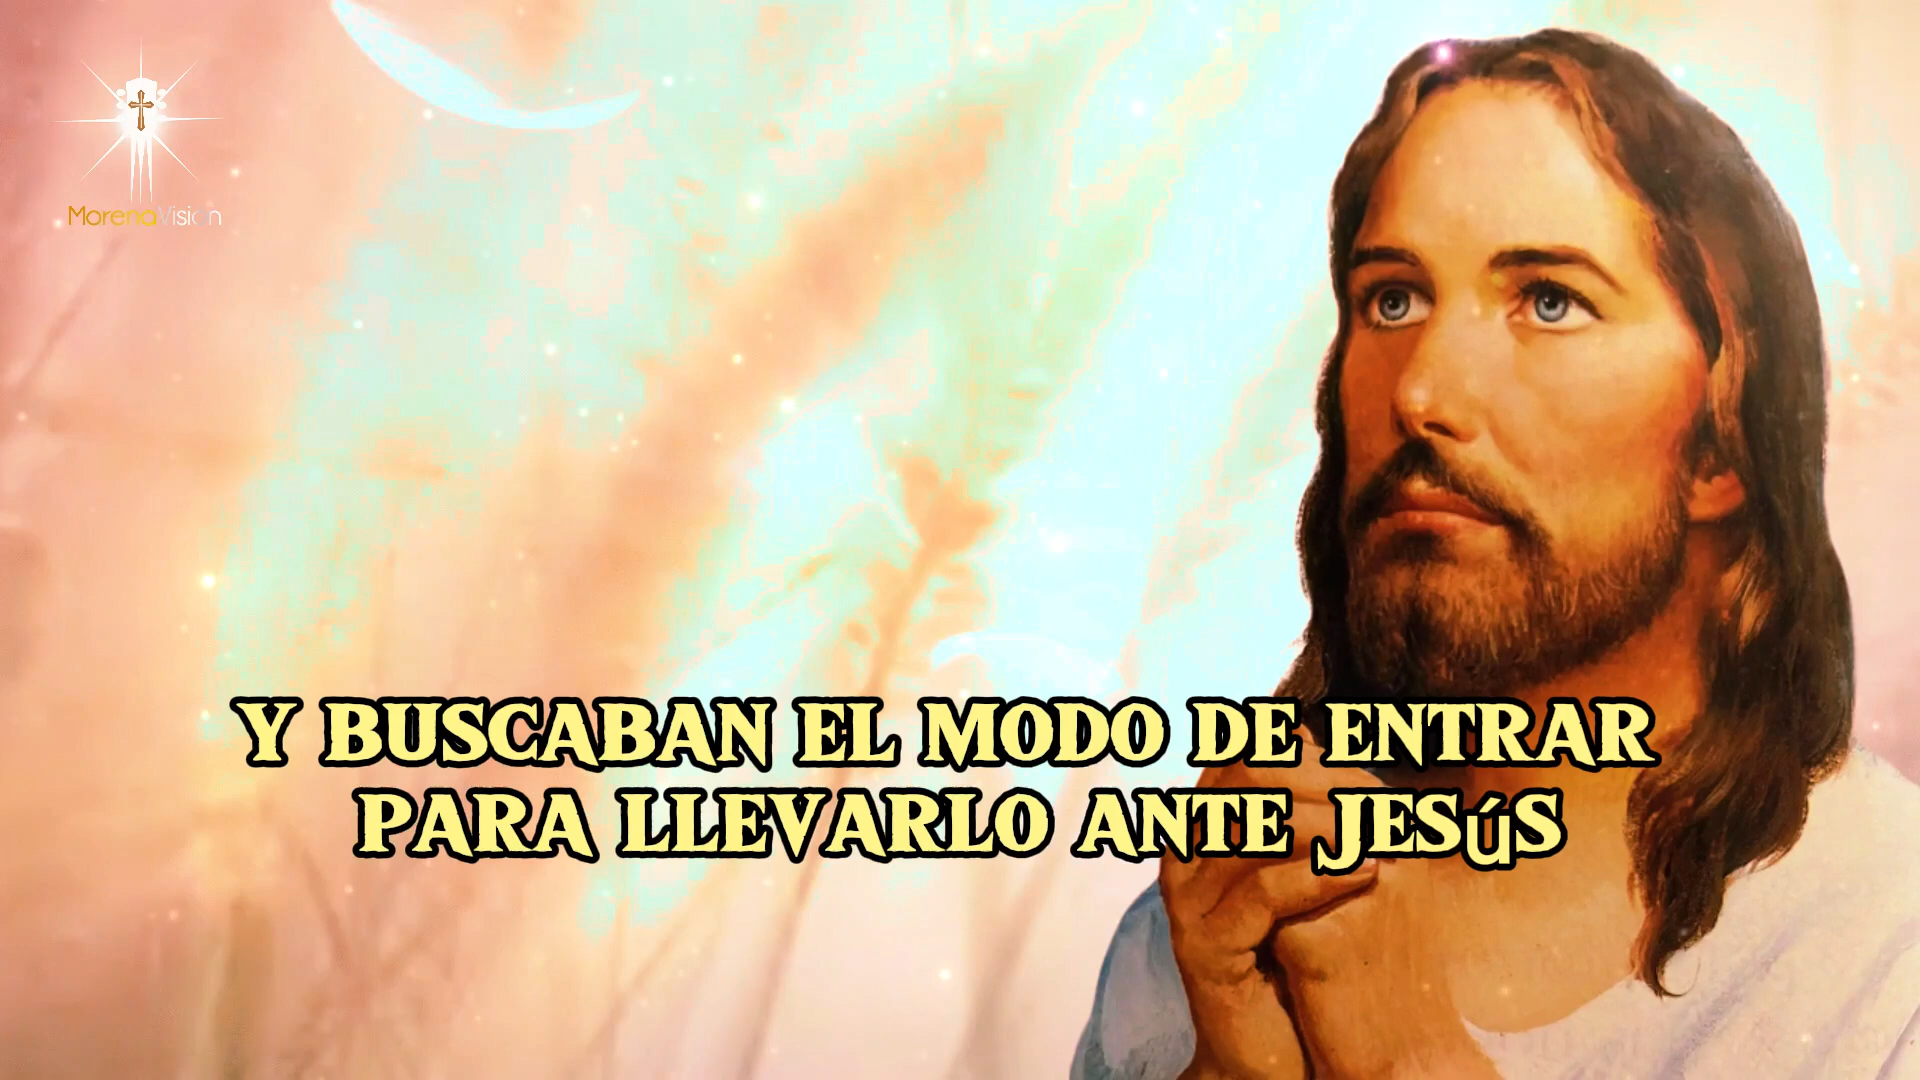 MorenaVision
Y BUSCABAN EL MODO DE ENTRAR
PARA LLEVARLO ANTE JESúS